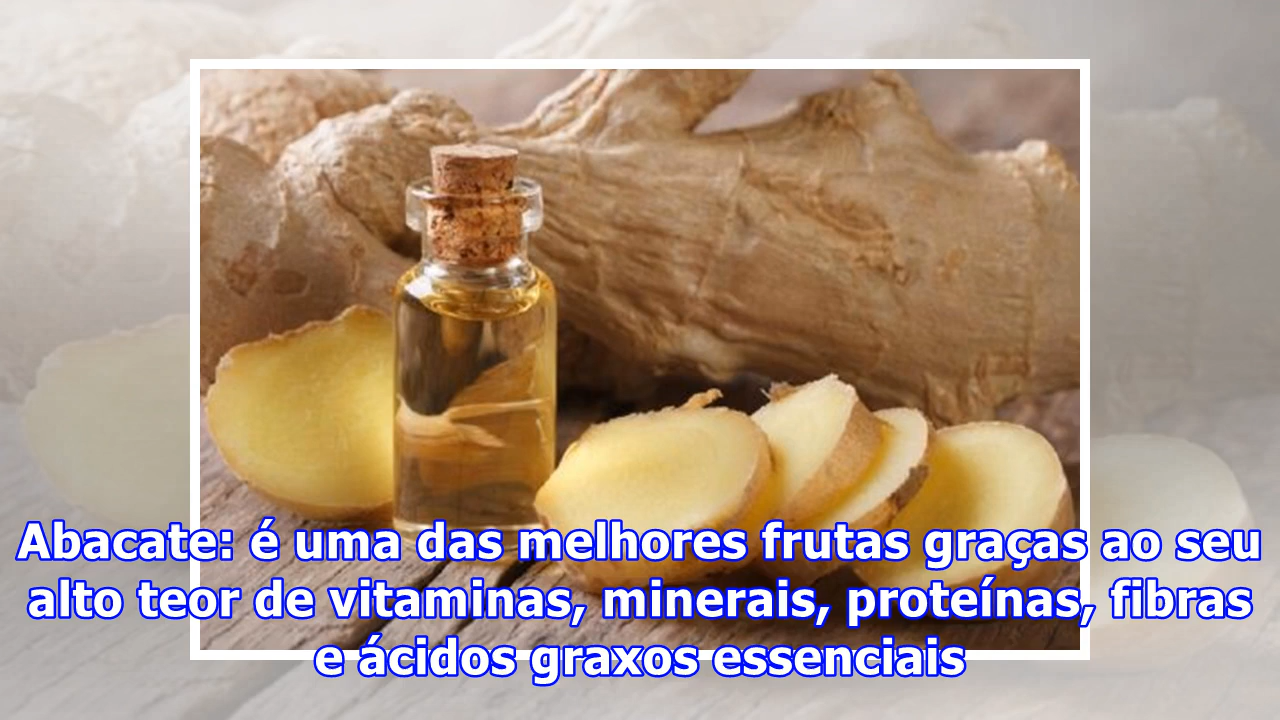 Abacate: é uma das melhores frutas graças ao seu
alto teor de vitaminas, minerais, proteínas, fibras
e ácidos graxos essenciais